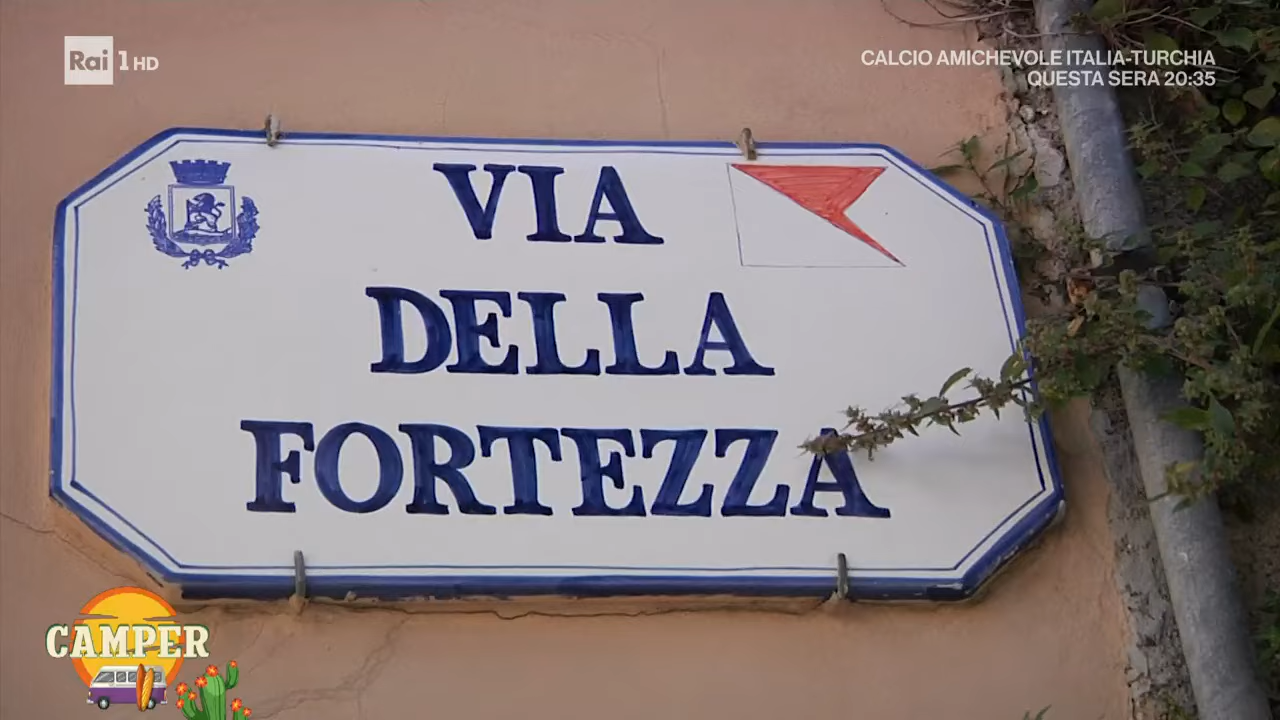 Rai 1 HD
CALCIO AMICHEVOLE ITALIA-TURCHIA
QUESTA SERA 20:35
VIA
DELLA
FORTEZZA
CAMPER